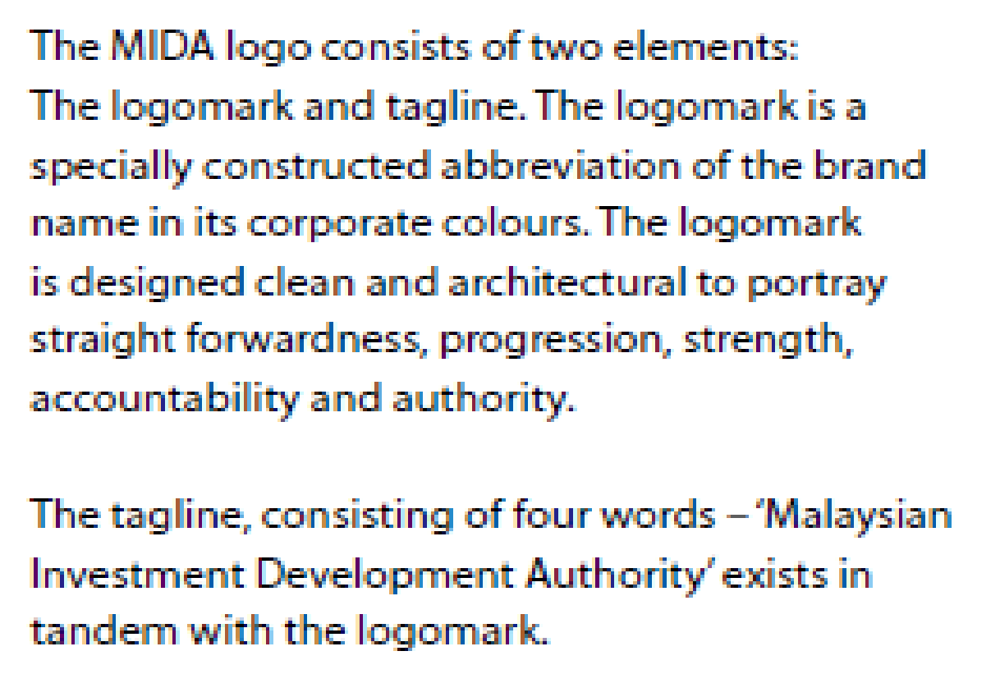 The MIDA logo consists of two elements:
The logomark and tagline. The logomark is a
specially constructed abbreviation of the brand
name in its corporate colours. The logomark
is designed clean and architectural to portray
straight forwardness, progression, strength,
accountability and authority.
The tagline, consisting of four words – ‘Malaysian
Investment Development Authority’ exists in
tandem with the logomark.